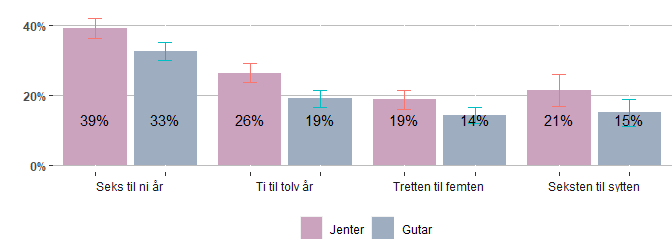 40%
20%
0%
39% 33% 26% 19% 19% 14% 21% 15%
Seks til ni år Ti til tolv år Tretten til femten Seksten til sytten
Jenter Gutar